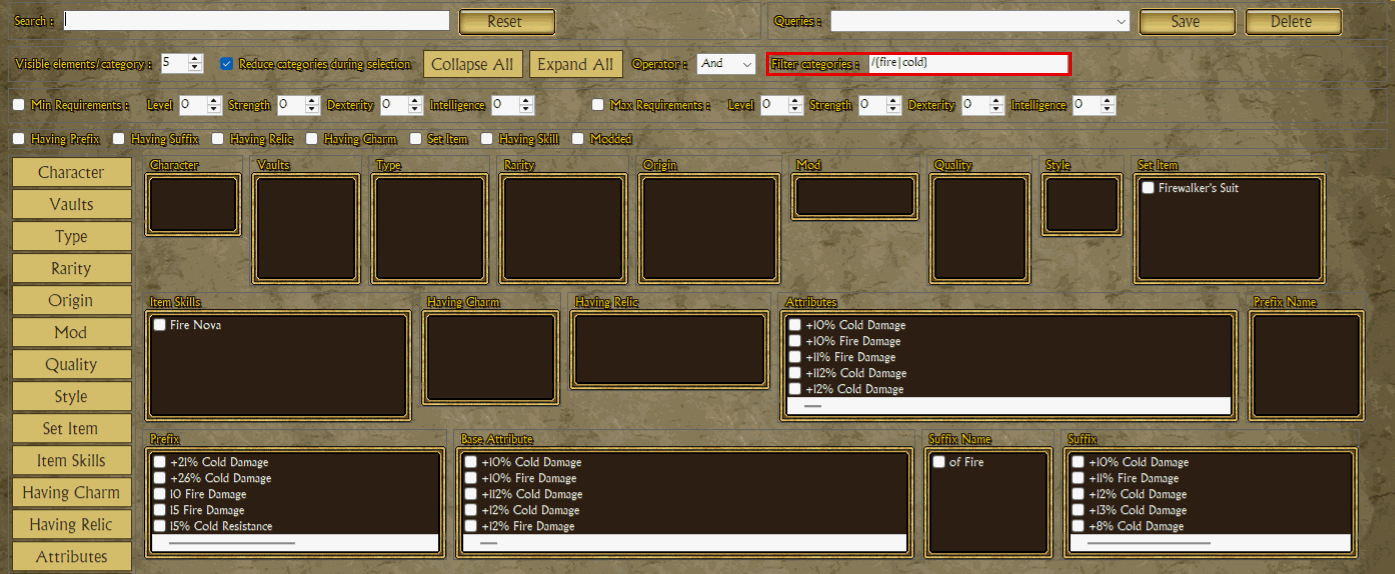 Search : Reset Queries : Save Delete
Visible elements/category : 5 Reduce categories during selection Collapse All Expand All Operator : And Filter categories : /(fire|cold)
Min Requirements : Level 0 Strength 0 Dexterity 0 Intelligence 0 Max Requirements : Level 0 Strength 0 Dexterity 0 Intelligence 0
Having Prefix Having Suffix Having Relic Having Charm Set Item Having Skill Modded
Character
Vaults
Type
Rarity
Origin
Mod
Quality
Style
Set Item
Item Skills
Having Charm
Having Relic
Attributes
Character Vaults Type Rarity Origin Mod Quality Style Set Item
Firewalker's Suit
Item Skills Having Charm Having Relic Attributes Prefix Name
Fire Nova
+10% Cold Damage
+10% Fire Damage
+11% Fire Damage
+112% Cold Damage
+12% Cold Damage
Prefix
+21% Cold Damage
+26% Cold Damage
10 Fire Damage
15 Fire Damage
15% Cold Resistance
Base Attribute
+10% Cold Damage
+10% Fire Damage
+112% Cold Damage
+12% Cold Damage
+12% Fire Damage
Suffix Name
of Fire
Suffix
+10% Cold Damage
+11% Fire Damage
+12% Cold Damage
+13% Cold Damage
+8% Cold Damage